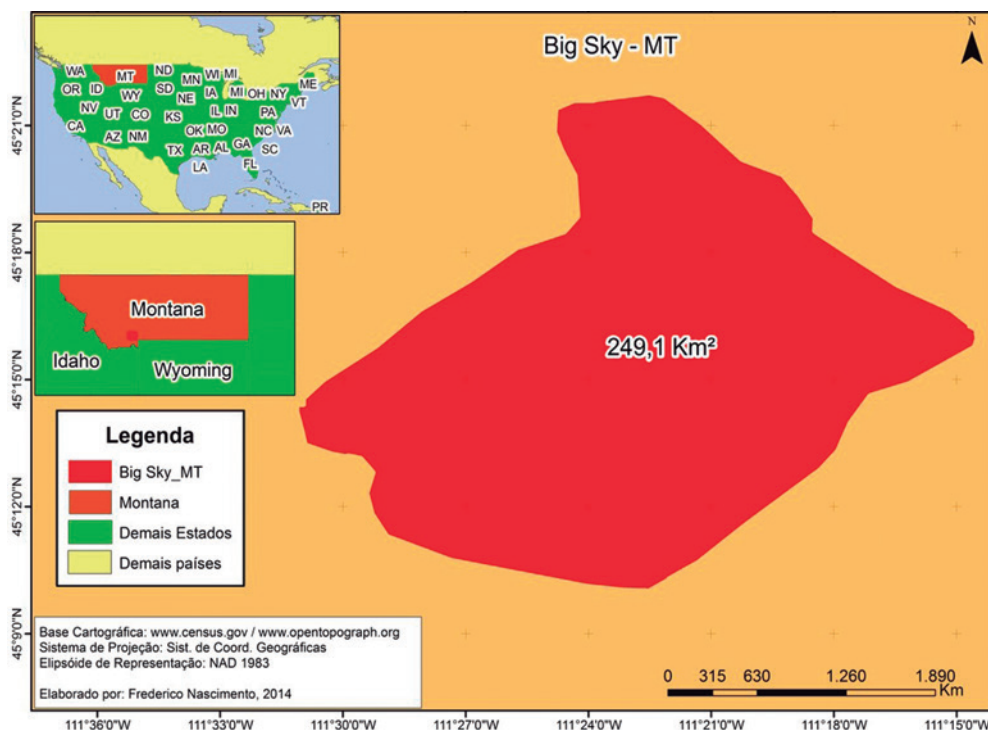 Big Sky - MT
N
WA
MT
ND
MN
WI
MI
ME
OR
ID
WY
SD
IA
MI
OH
NY
VT
NV
UT
CO
NE
IL
IN
PA
CA
KS
MO
NC
VA
AZ
NM
OK
AR
AL
GA
SC
TX
LA
FL
PR
Montana
Idaho
Wyoming
249,1 Km²
Legenda
Big Sky_MT
Montana
Demais Estados
Demais países
Base Cartográfica: www.census.gov / www.opentopograph.org
Sistema de Projeção: Sist. de Coord. Geográficas
Elipsóide de Representação: NAD 1983
Elaborado por: Frederico Nascimento, 2014
0 315 630 1.260 1.890
Km
45°21'0"N
45°18'0"N
45°15'0"N
45°12'0"N
45°9'0"N
111°36'0"W 111°33'0"W 111°30'0"W 111°27'0"W 111°24'0"W 111°21'0"W 111°18'0"W 111°15'0"W